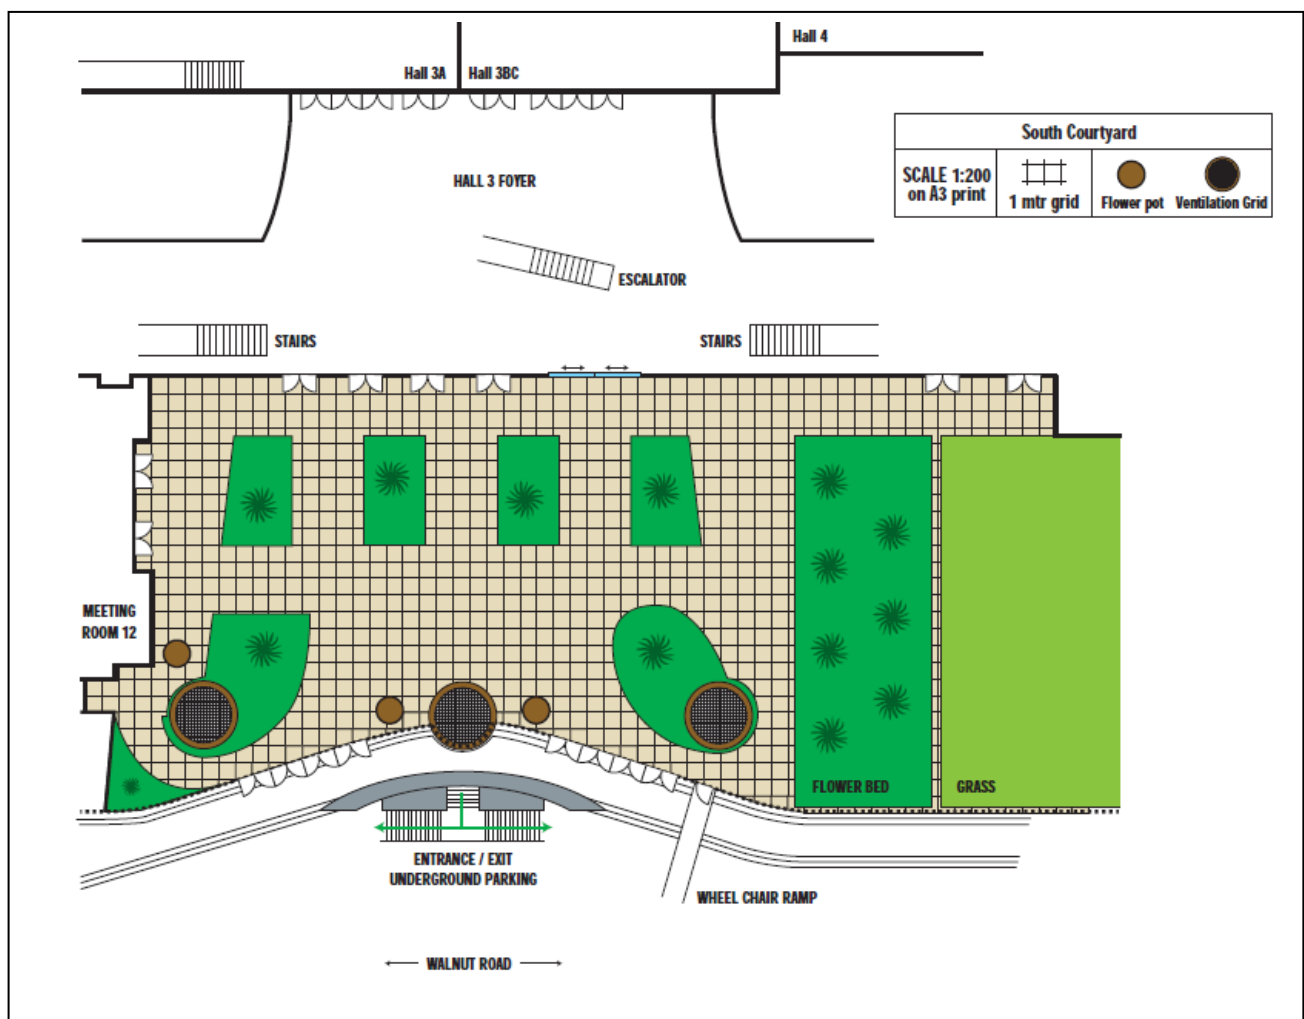 Hall 4
Hall 3A
Hall 3BC
South Courtyard
SCALE 1:200
on A3 print
1 mtr grid
Flower pot
Ventilation Grid
HALL 3 FOYER
ESCALATOR
STAIRS
STAIRS
MEETING
ROOM 12
FLOWER BED
GRASS
ENTRANCE / EXIT
UNDERGROUND PARKING
WHEEL CHAIR RAMP
WALNUT ROAD